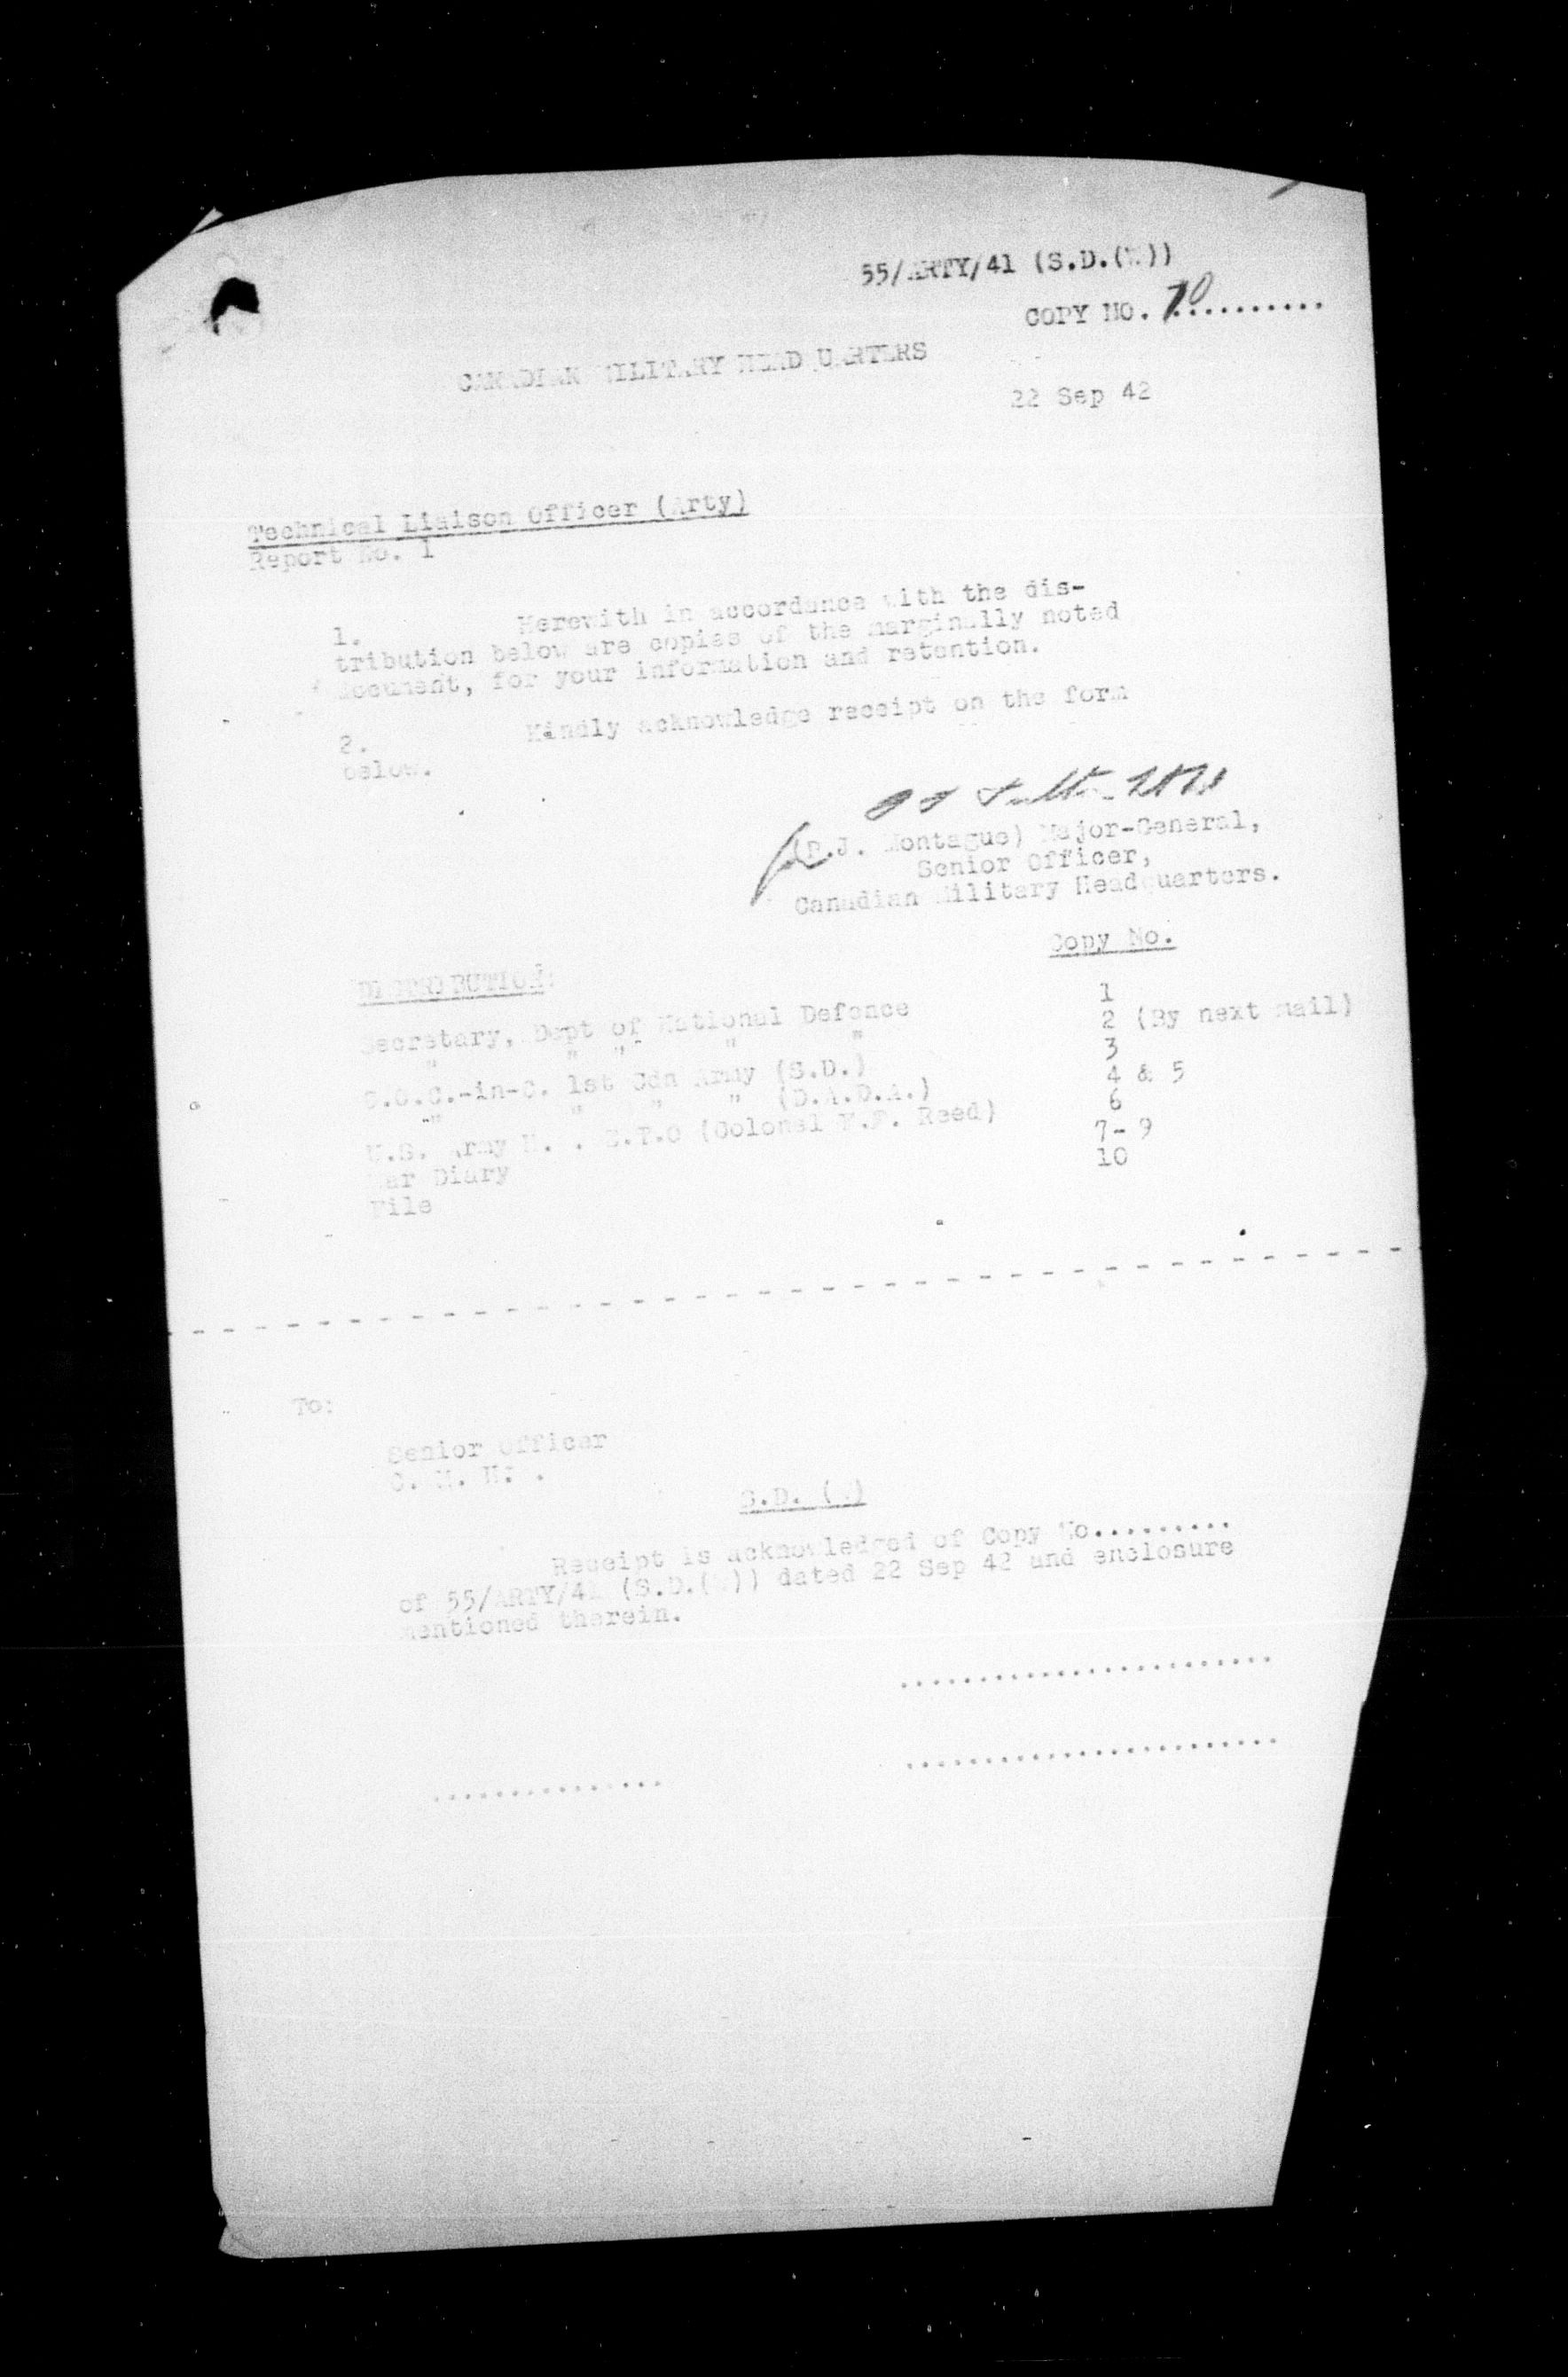 55/ARTY/41 (S.D.(W))
COPY NO. 10..........
CANADIAN MILITARY HEADQUARTERS
22 Sep 42
Technical Liaison Officer (Arty)
Report No. 1
1. Herewith in accordance with the dis-
tribution below are copies of the marginally noted
document, for your information and retention.
2. Kindly acknowledge receipt on the form
below.
(P.J. Montague) Major-General,
Senior Officer,
Canadian Military Headquarters.
DISTRIBUTION: Copy No.
Secretary, Dept of National Defence 1
" " " " " 2 (By next mail)
G.O.C.-in-C. 1st Cdn Army (S.D.) 3
" " " " (D.A.D.A.) 4 & 5
U.S. Army H.Q. E.T.O (Colonel Reed) 6
War Diary 7-9
File 10
To:
Senior Officer
C. M. H.Q.
S.D. (W)
Receipt is acknowledged of Copy No..........
of 55/ARTY/41 (S.D.(W)) dated 22 Sep 42 and enclosure
mentioned therein.